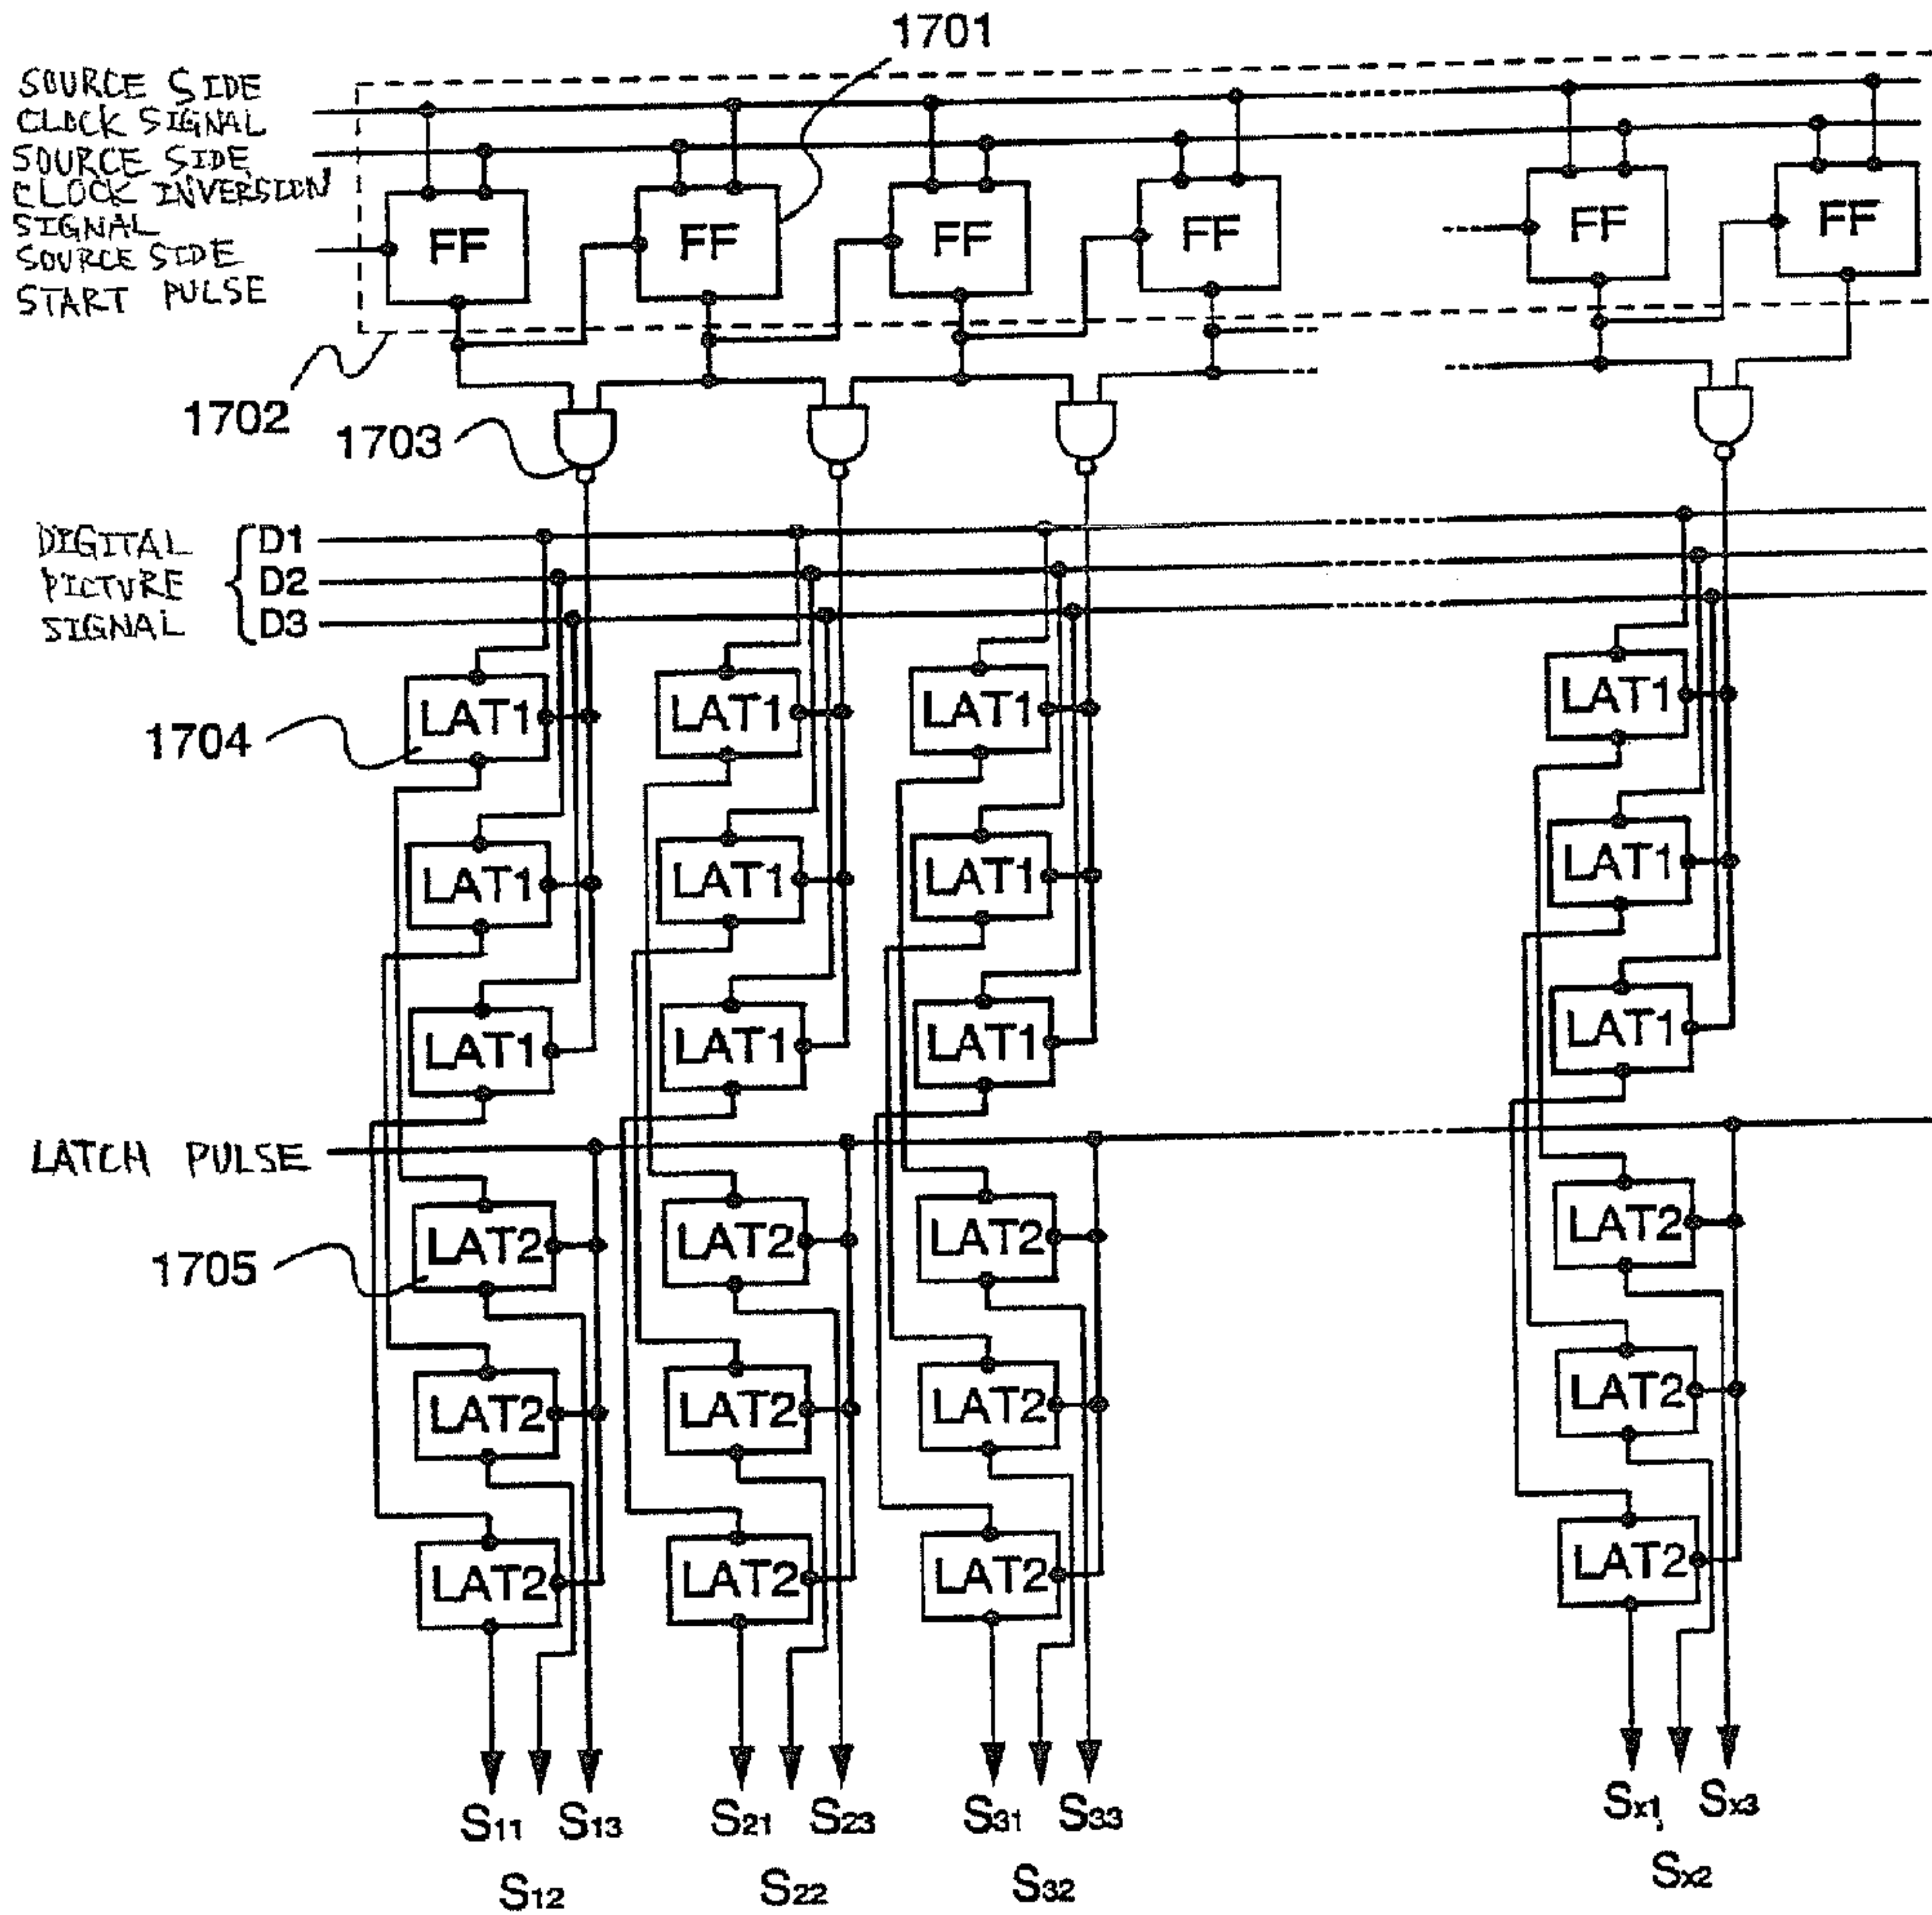 1701
SOURCE SIDE
CLOCK SIGNAL
SOURCE SIDE
CLOCK INVERSION
SIGNAL
SOURCE SIDE
START PULSE
FF FF FF FF FF FF
1702
1703
DIGITAL
PICTURE
SIGNAL
D1
D2
D3
LAT1 LAT1 LAT1 LAT1
1704
LAT1 LAT1 LAT1 LAT1
LAT1 LAT1 LAT1 LAT1
LATCH PULSE
LAT2 LAT2 LAT2 LAT2
1705
LAT2 LAT2 LAT2 LAT2
LAT2 LAT2 LAT2 LAT2
S11 S13 S21 S23 S31 S33 Sx1, Sx3
S12 S22 S32 Sx2